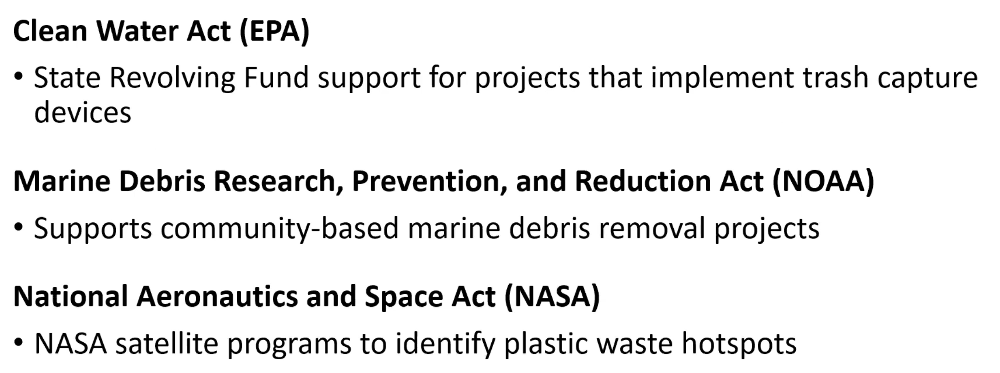 Clean Water Act (EPA)
• State Revolving Fund support for projects that implement trash capture
devices
Marine Debris Research, Prevention, and Reduction Act (NOAA)
• Supports community-based marine debris removal projects
National Aeronautics and Space Act (NASA)
• NASA satellite programs to identify plastic waste hotspots